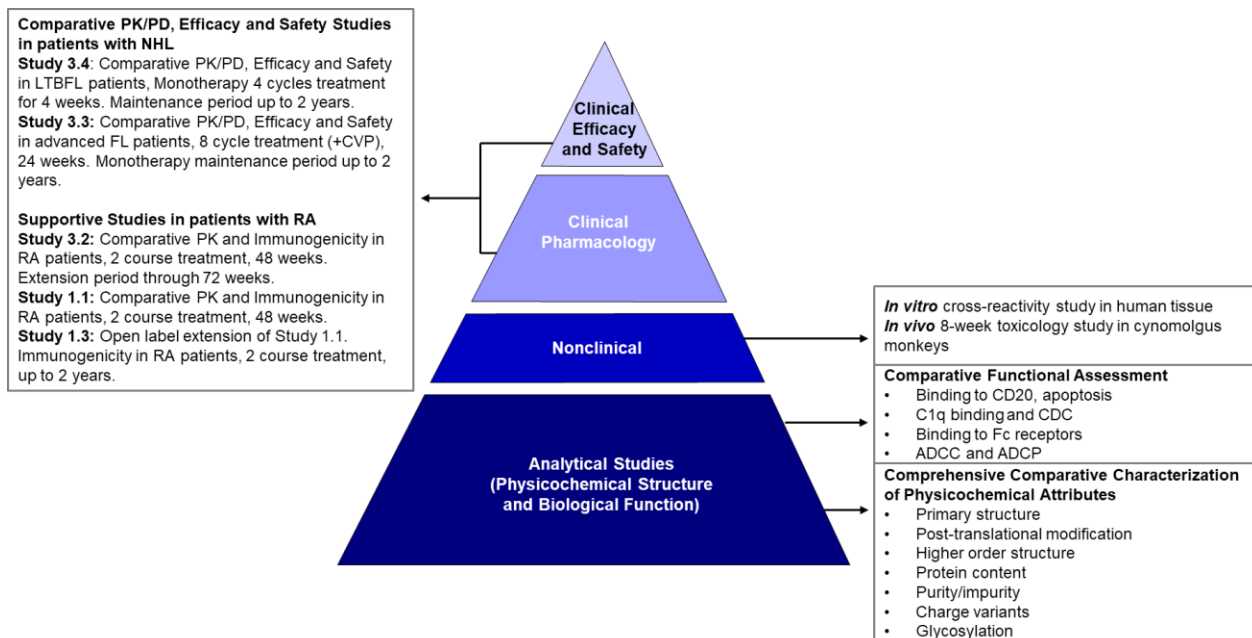 Comparative PK/PD, Efficacy and Safety Studies
in patients with NHL
Study 3.4: Comparative PK/PD, Efficacy and Safety
in LTBFL patients, Monotherapy 4 cycles treatment
for 4 weeks. Maintenance period up to 2 years.
Study 3.3: Comparative PK/PD, Efficacy and Safety
in advanced FL patients, 8 cycle treatment (+CVP),
24 weeks. Monotherapy maintenance period up to 2
years.
Supportive Studies in patients with RA
Study 3.2: Comparative PK and Immunogenicity in
RA patients, 2 course treatment, 48 weeks.
Extension period through 72 weeks.
Study 1.1: Comparative PK and Immunogenicity in
RA patients, 2 course treatment, 48 weeks.
Study 1.3: Open label extension of Study 1.1.
Immunogenicity in RA patients, 2 course treatment,
up to 2 years.
Clinical
Efficacy
and Safety
Clinical
Pharmacology
Nonclinical
Analytical Studies
(Physicochemical Structure
and Biological Function)
In vitro cross-reactivity study in human tissue
In vivo 8-week toxicology study in cynomolgus
monkeys
Comparative Functional Assessment
• Binding to CD20, apoptosis
• C1q binding and CDC
• Binding to Fc receptors
• ADCC and ADCP
Comprehensive Comparative Characterization
of Physicochemical Attributes
• Primary structure
• Post-translational modification
• Higher order structure
• Protein content
• Purity/impurity
• Charge variants
• Glycosylation